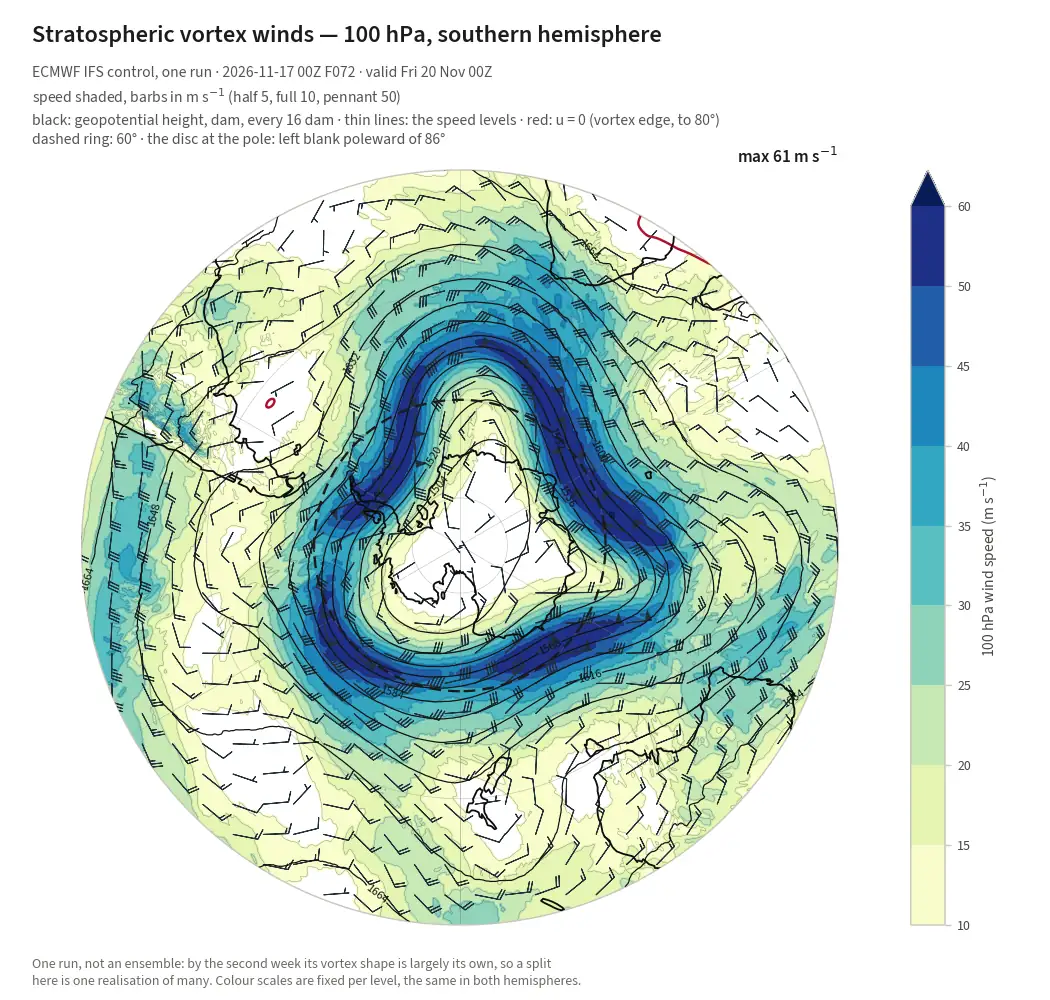 Stratospheric vortex winds — 100 hPa, southern hemisphere
ECMWF IFS control, one run · 2026-11-17 00Z F072 · valid Fri 20 Nov 00Z
speed shaded, barbs in m s−1 (half 5, full 10, pennant 50)
black: geopotential height, dam, every 16 dam · thin lines: the speed levels · red: u = 0 (vortex edge, to 80°)
dashed ring: 60° · the disc at the pole: left blank poleward of 86°
max 61 m s−1
60
50
45
40
35
30
25
20
15
10
100 hPa wind speed (m s−1)
1632
1520
1504
1648
1664
1584
1616
1664
One run, not an ensemble: by the second week its vortex shape is largely its own, so a split
here is one realisation of many. Colour scales are fixed per level, the same in both hemispheres.